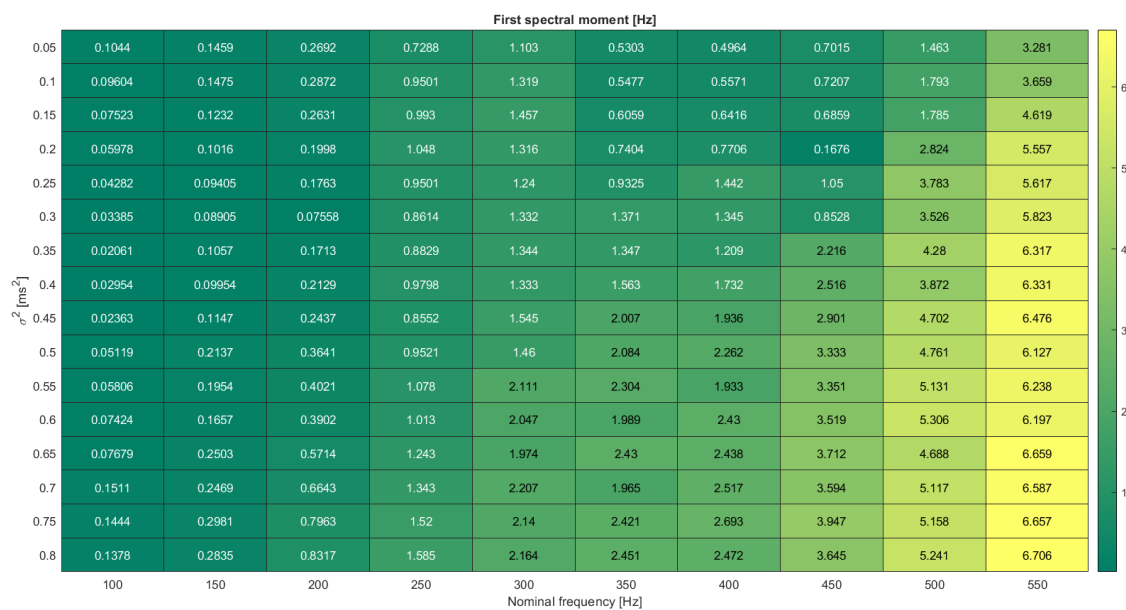 First spectral moment [Hz]
0.05 0.1044 0.1459 0.2692 0.7288 1.103 0.5303 0.4964 0.7015 1.463 3.281
0.1 0.09604 0.1475 0.2872 0.9501 1.319 0.5477 0.5571 0.7207 1.793 3.659
0.15 0.07523 0.1232 0.2631 0.993 1.457 0.6059 0.6416 0.6859 1.785 4.619
0.2 0.05978 0.1016 0.1998 1.048 1.316 0.7404 0.7706 0.1676 2.824 5.557
0.25 0.04282 0.09405 0.1763 0.9501 1.24 0.9325 1.442 1.05 3.783 5.617
0.3 0.03385 0.08905 0.07558 0.8614 1.332 1.371 1.345 0.8528 3.526 5.823
0.35 0.02061 0.1057 0.1713 0.8829 1.344 1.347 1.209 2.216 4.28 6.317
0.4 0.02954 0.09954 0.2129 0.9798 1.333 1.563 1.732 2.516 3.872 6.331
0.45 0.02363 0.1147 0.2437 0.8552 1.545 2.007 1.936 2.901 4.702 6.476
0.5 0.05119 0.2137 0.3641 0.9521 1.46 2.084 2.262 3.333 4.761 6.127
0.55 0.05806 0.1954 0.4021 1.078 2.111 2.304 1.933 3.351 5.131 6.238
0.6 0.07424 0.1657 0.3902 1.013 2.047 1.989 2.43 3.519 5.306 6.197
0.65 0.07679 0.2503 0.5714 1.243 1.974 2.43 2.438 3.712 4.688 6.659
0.7 0.1511 0.2469 0.6643 1.343 2.207 1.965 2.517 3.594 5.117 6.587
0.75 0.1444 0.2981 0.7963 1.52 2.14 2.421 2.693 3.947 5.158 6.657
0.8 0.1378 0.2835 0.8317 1.585 2.164 2.451 2.472 3.645 5.241 6.706
100 150 200 250 300 350 400 450 500 550
Nominal frequency [Hz]
σ² [ms²]
6
5
4
3
2
1